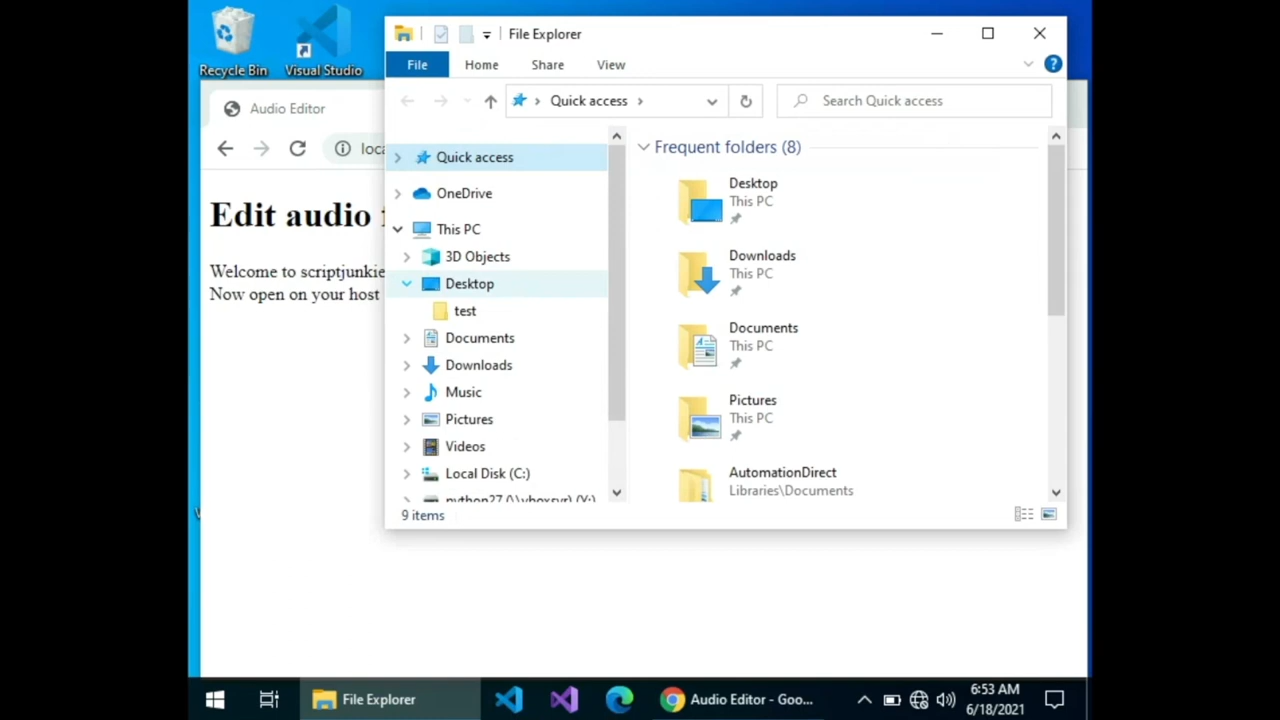 Recycle Bin
Visual Studio
File Explorer
File
Home
Share
View
Quick access
Search Quick access
Audio Editor
Edit audio
Welcome to scriptjunkie
Now open on your host
Quick access
OneDrive
This PC
3D Objects
Desktop
test
Documents
Downloads
Music
Pictures
Videos
Local Disk (C:)
python27 (\\vboxsvr) (Y:)
9 items
Frequent folders (8)
Desktop
This PC
Downloads
This PC
Documents
This PC
Pictures
This PC
AutomationDirect
Libraries\Documents
File Explorer
Audio Editor - Goo...
6:53 AM
6/18/2021